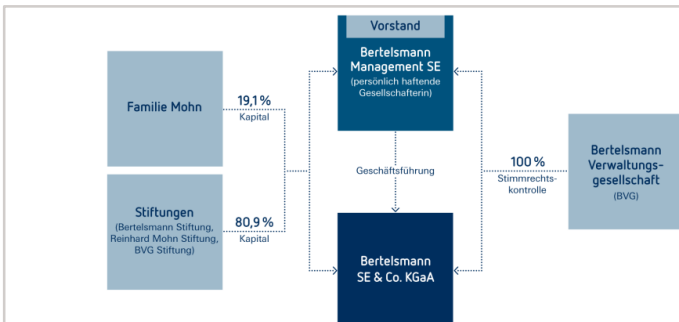 Vorstand
Bertelsmann
Management SE
(persönlich haftende
Gesellschafterin)
Familie Mohn
19,1 %
Kapital
Geschäftsführung
100 %
Stimmrechts-
kontrolle
Bertelsmann
Verwaltungs-
gesellschaft
(BVG)
Stiftungen
(Bertelsmann Stiftung,
Reinhard Mohn Stiftung,
BVG Stiftung)
80,9 %
Kapital
Bertelsmann
SE & Co. KGaA